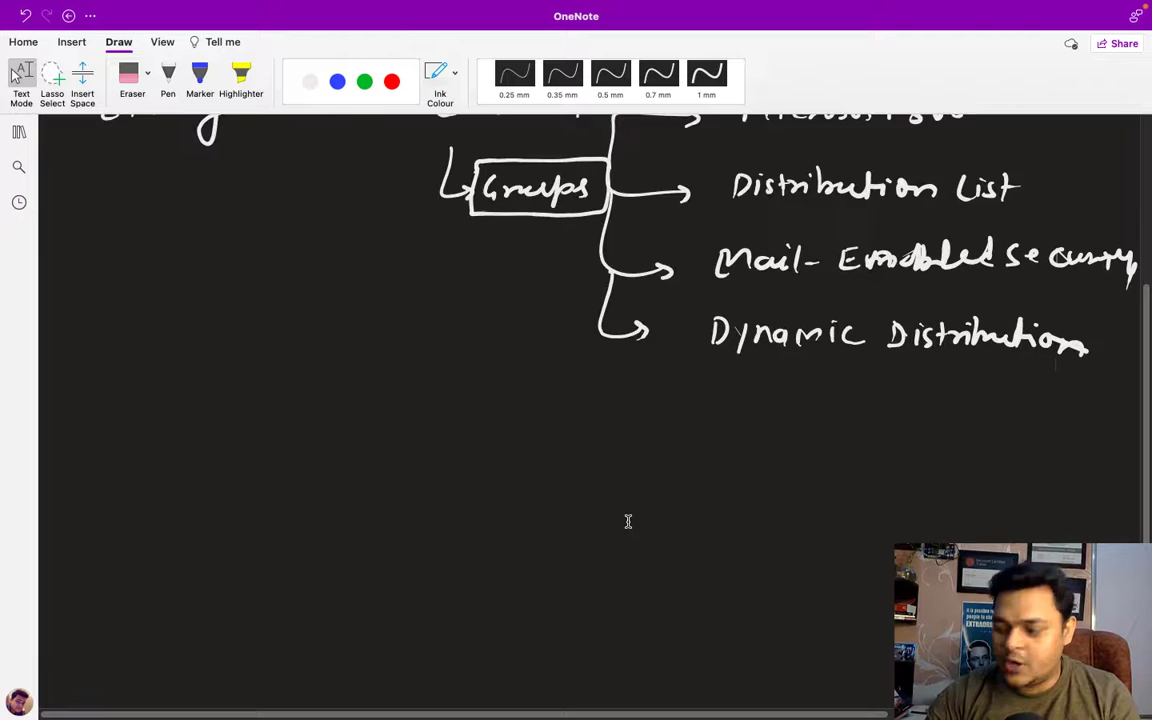 OneNote
Home Insert Draw View Tell me
Share
Text Mode
Lasso Select
Insert Space
Eraser
Pen
Marker
Highlighter
Ink Colour
0.25 mm
0.35 mm
0.5 mm
0.7 mm
1 mm
Groups
Distribution List
Mail-Enabled Security
Dynamic Distribution
EXTRAORD